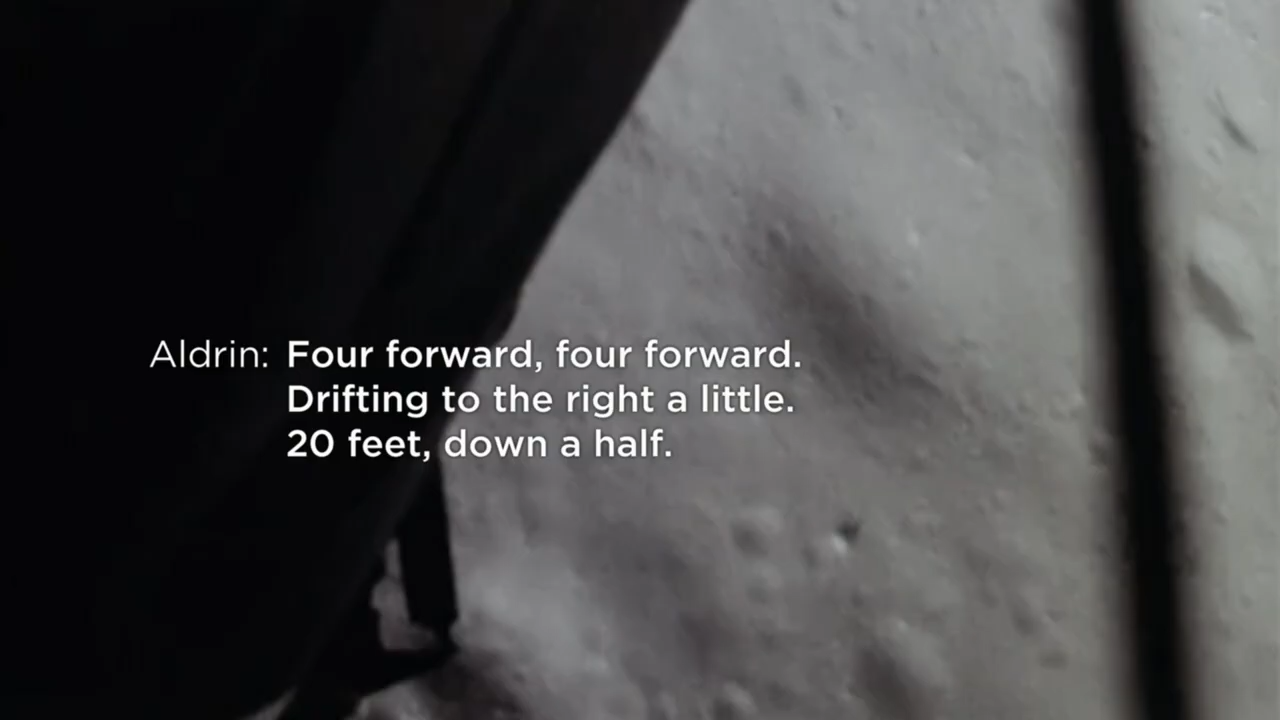 Aldrin: Four forward, four forward.
Drifting to the right a little.
20 feet, down a half.